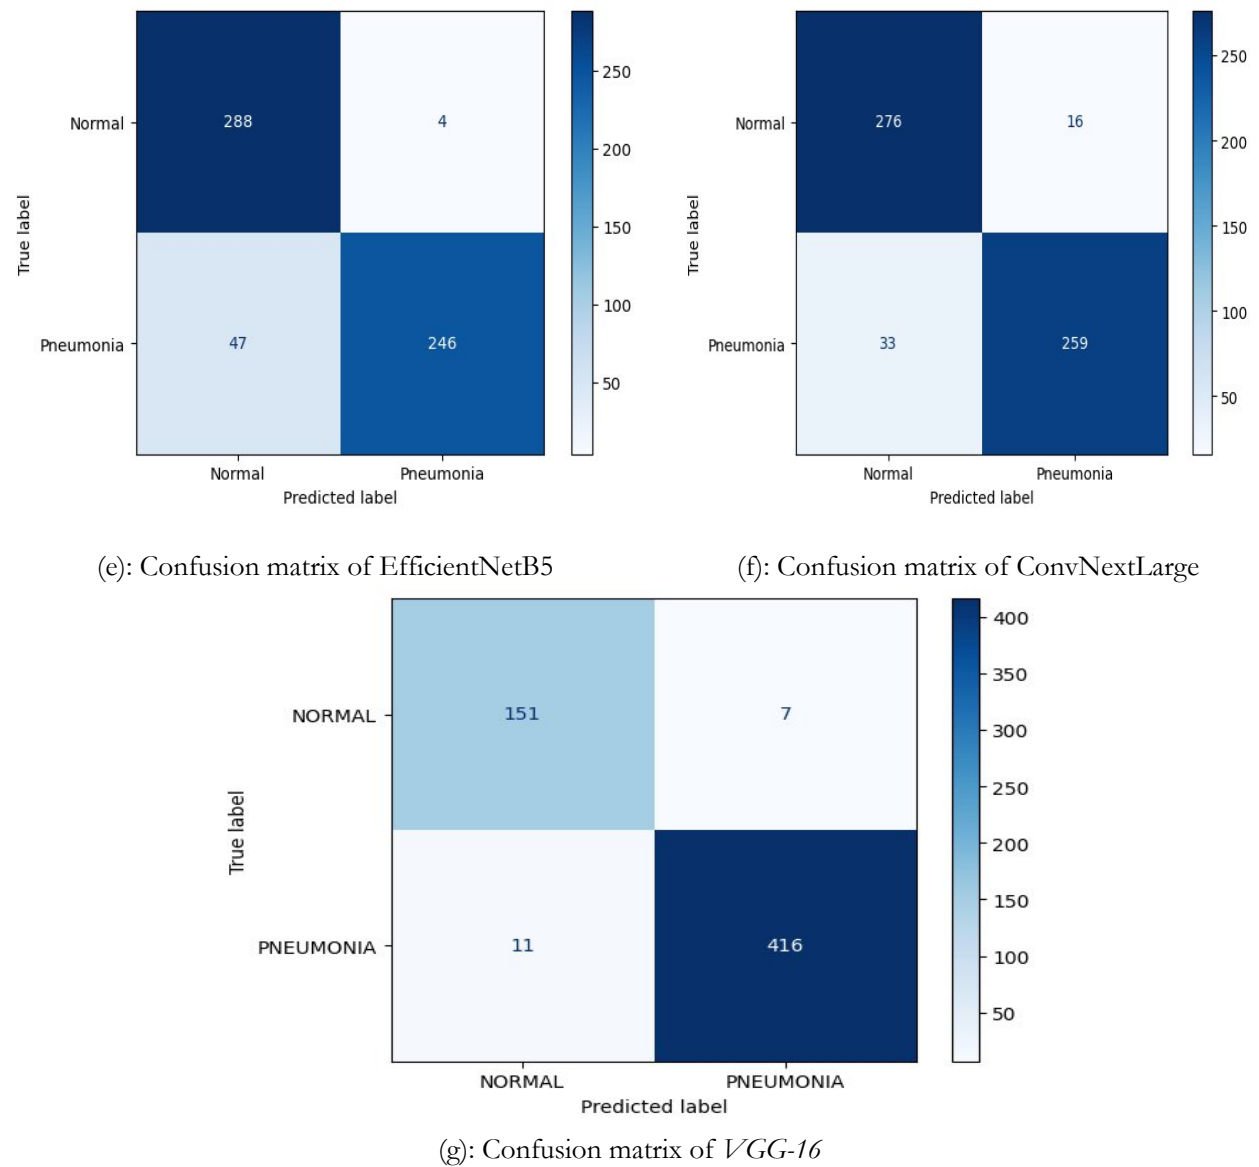 Normal 288 4
Pneumonia 47 246
Normal Pneumonia
Predicted label
True label
250
200
150
100
50
(e): Confusion matrix of EfficientNetB5
Normal 276 16
Pneumonia 33 259
Normal Pneumonia
Predicted label
True label
250
200
150
100
50
(f): Confusion matrix of ConvNextLarge
NORMAL 151 7
PNEUMONIA 11 416
NORMAL PNEUMONIA
Predicted label
True label
400
350
300
250
200
150
100
50
(g): Confusion matrix of VGG-16